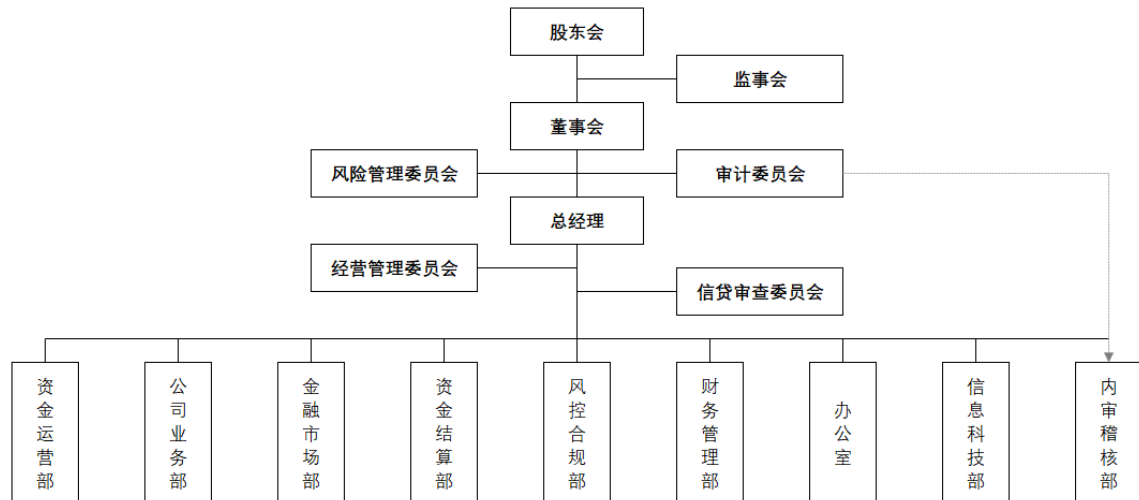 股东会
监事会
董事会
风险管理委员会
审计委员会
总经理
经营管理委员会
信贷审查委员会
资金运营部
公司业务部
金融市场部
资金结算部
风控合规部
财务管理部
办公室
信息科技部
内审稽核部